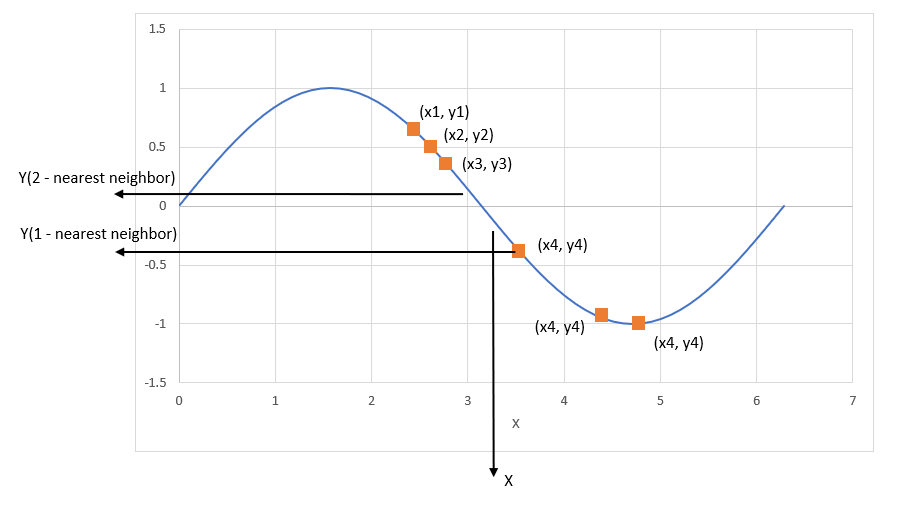 1.5
1
(x1, y1)
(x2, y2)
0.5
(x3, y3)
Y(2 - nearest neighbor)
0
Y(1 - nearest neighbor)
(x4, y4)
-0.5
-1
(x4, y4)
(x4, y4)
-1.5
0 1 2 3 4 5 6 7
X
X